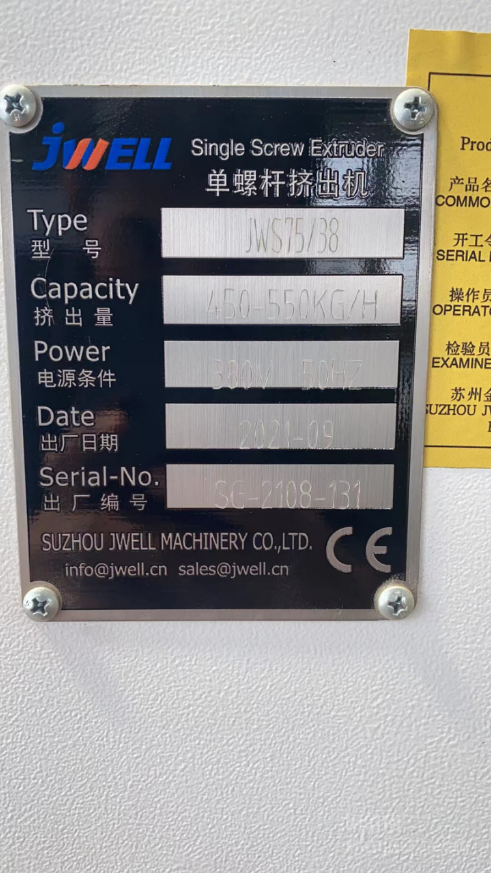 JWELL
Single Screw Extruder
单螺杆挤出机
Type JWS75/38
型 号
Capacity 450-550KG/H
挤出量
Power 380V 50HZ
电源条件
Date 2021-09
出厂日期
Serial-No. SG-2108-131
出厂编号
SUZHOU JWELL MACHINERY CO.,LTD.
info@jwell.cn sales@jwell.cn
CE
产品名
COMMO
开工令
SERIAL
操作员
OPERATO
检验员
EXAMINE
苏州金
SUZHOU JW